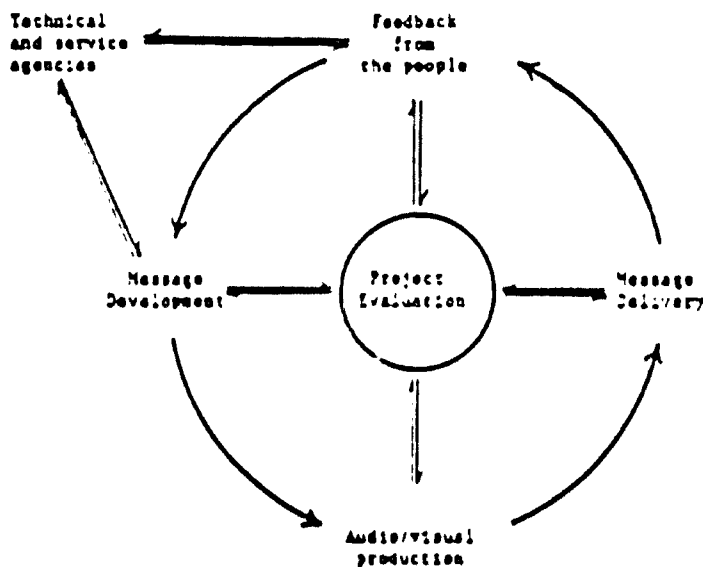 Technical
and service
agencies
Feedback
from
the people
Message
Development
Project
Evaluation
Message
Delivery
Audio/visual
production